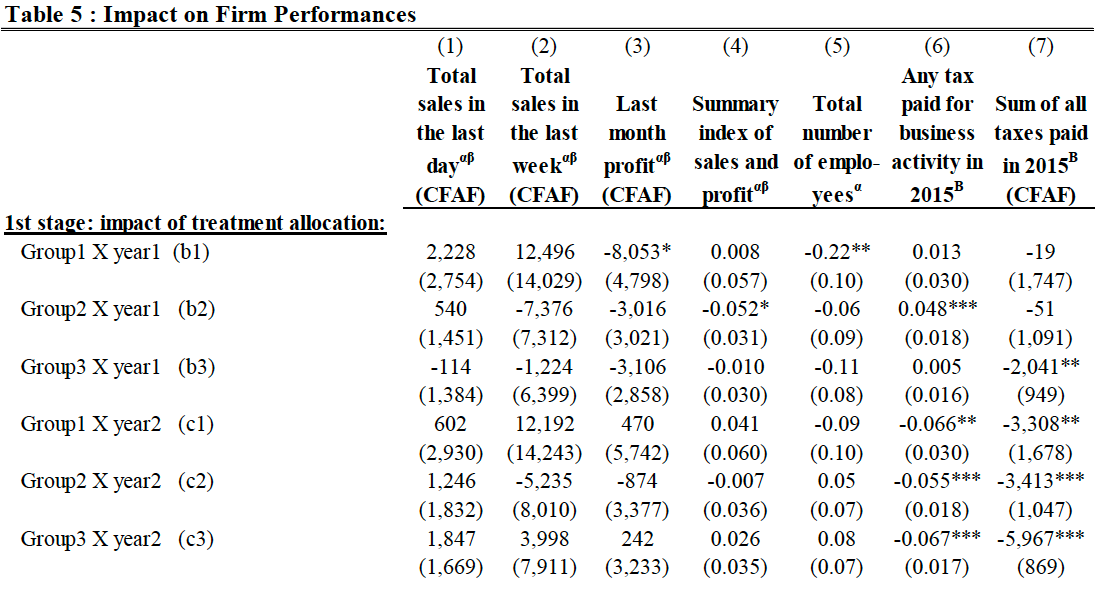 Table 5 : Impact on Firm Performances
(1) (2) (3) (4) (5) (6) (7)
Total sales in the last day^αβ (CFAF) Total sales in the last week^αβ (CFAF) Last month profit^αβ (CFAF) Summary index of sales and profit^αβ Total number of emplo-yees^α Any tax paid for business activity in 2015^B Sum of all taxes paid in 2015^B (CFAF)
1st stage: impact of treatment allocation:
Group1 X year1 (b1) 2,228 12,496 -8,053* 0.008 -0.22** 0.013 -19
(2,754) (14,029) (4,798) (0.057) (0.10) (0.030) (1,747)
Group2 X year1 (b2) 540 -7,376 -3,016 -0.052* -0.06 0.048*** -51
(1,451) (7,312) (3,021) (0.031) (0.09) (0.018) (1,091)
Group3 X year1 (b3) -114 -1,224 -3,106 -0.010 -0.11 0.005 -2,041**
(1,384) (6,399) (2,858) (0.030) (0.08) (0.016) (949)
Group1 X year2 (c1) 602 12,192 470 0.041 -0.09 -0.066** -3,308**
(2,930) (14,243) (5,742) (0.060) (0.10) (0.030) (1,678)
Group2 X year2 (c2) 1,246 -5,235 -874 -0.007 0.05 -0.055*** -3,413***
(1,832) (8,010) (3,377) (0.036) (0.07) (0.018) (1,047)
Group3 X year2 (c3) 1,847 3,998 242 0.026 0.08 -0.067*** -5,967***
(1,669) (7,911) (3,233) (0.035) (0.07) (0.017) (869)